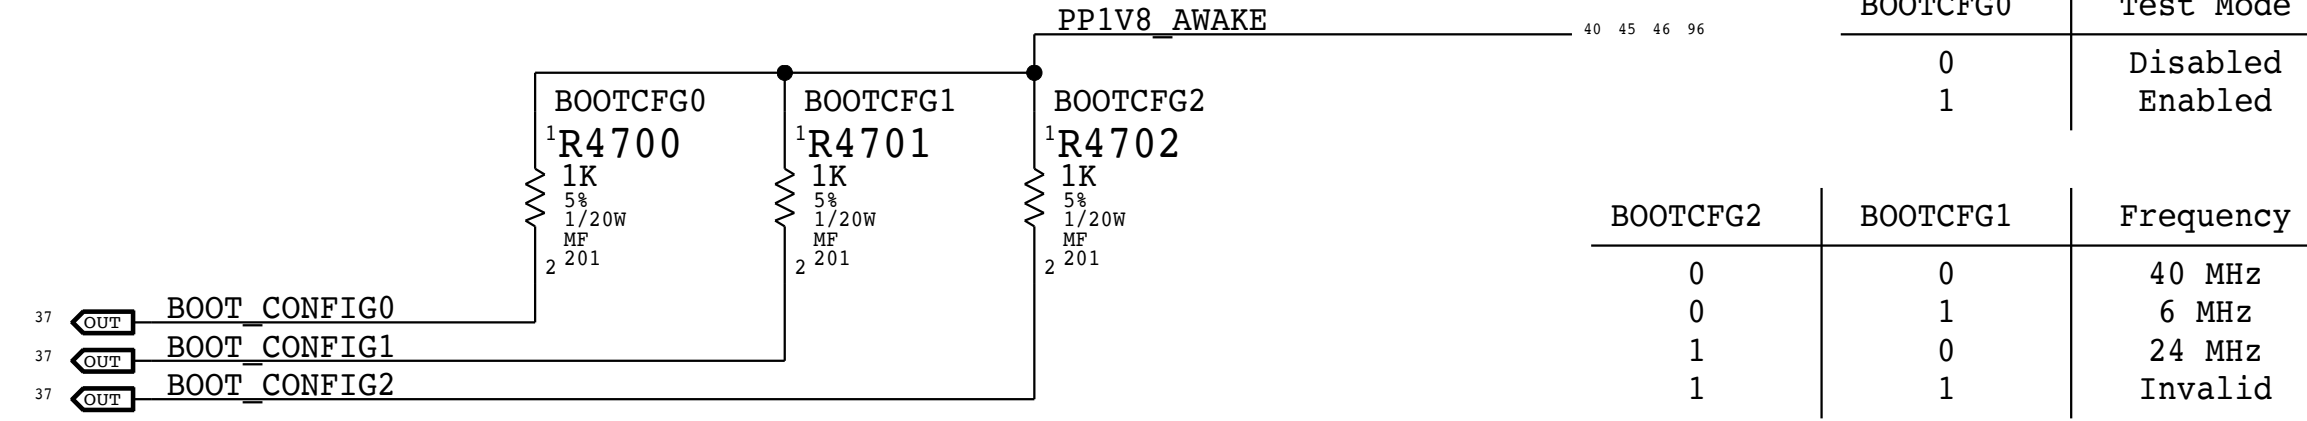 PP1V8_AWAKE
40 45 46 96
BOOTCFG0
BOOTCFG1
BOOTCFG2
1
R4700
1K
5%
1/20W
MF
201
2
1
R4701
1K
5%
1/20W
MF
201
2
1
R4702
1K
5%
1/20W
MF
201
2
37 OUT BOOT_CONFIG0
37 OUT BOOT_CONFIG1
37 OUT BOOT_CONFIG2
BOOTCFG0 Test Mode
0 Disabled
1 Enabled
BOOTCFG2 BOOTCFG1 Frequency
0 0 40 MHz
0 1 6 MHz
1 0 24 MHz
1 1 Invalid